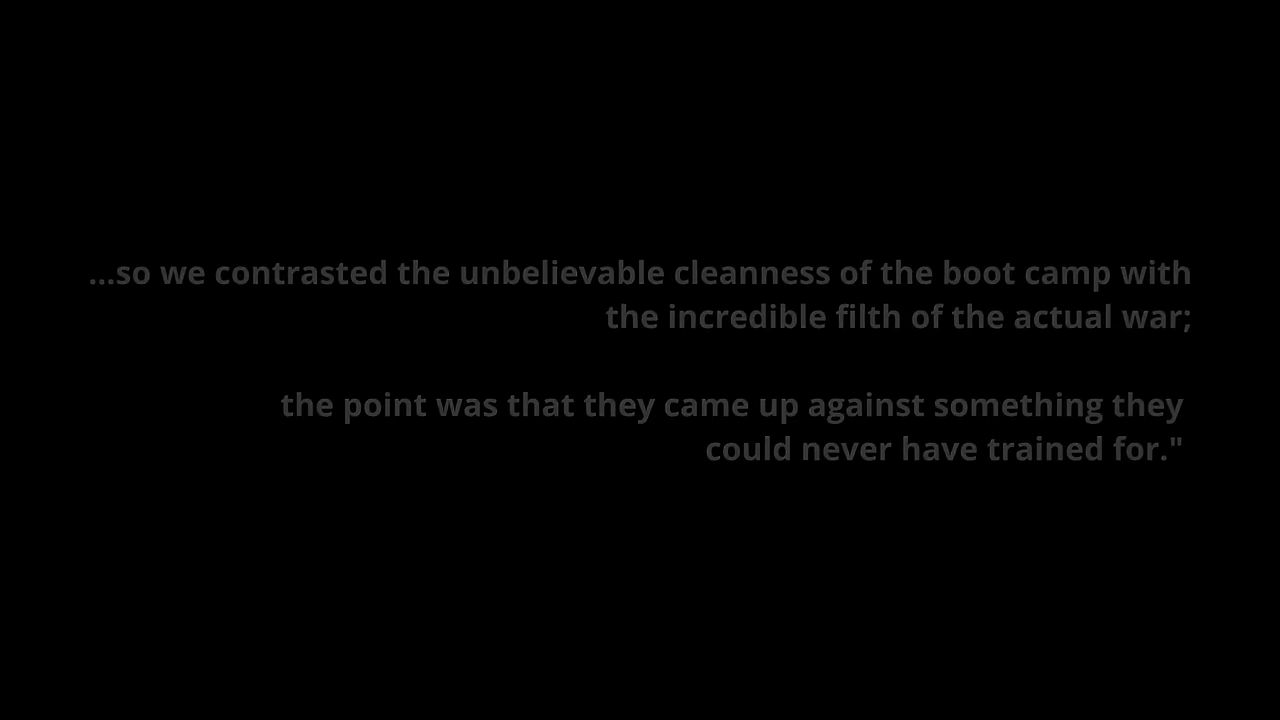 ...so we contrasted the unbelievable cleanness of the boot camp with
the incredible filth of the actual war;
the point was that they came up against something they
could never have trained for."